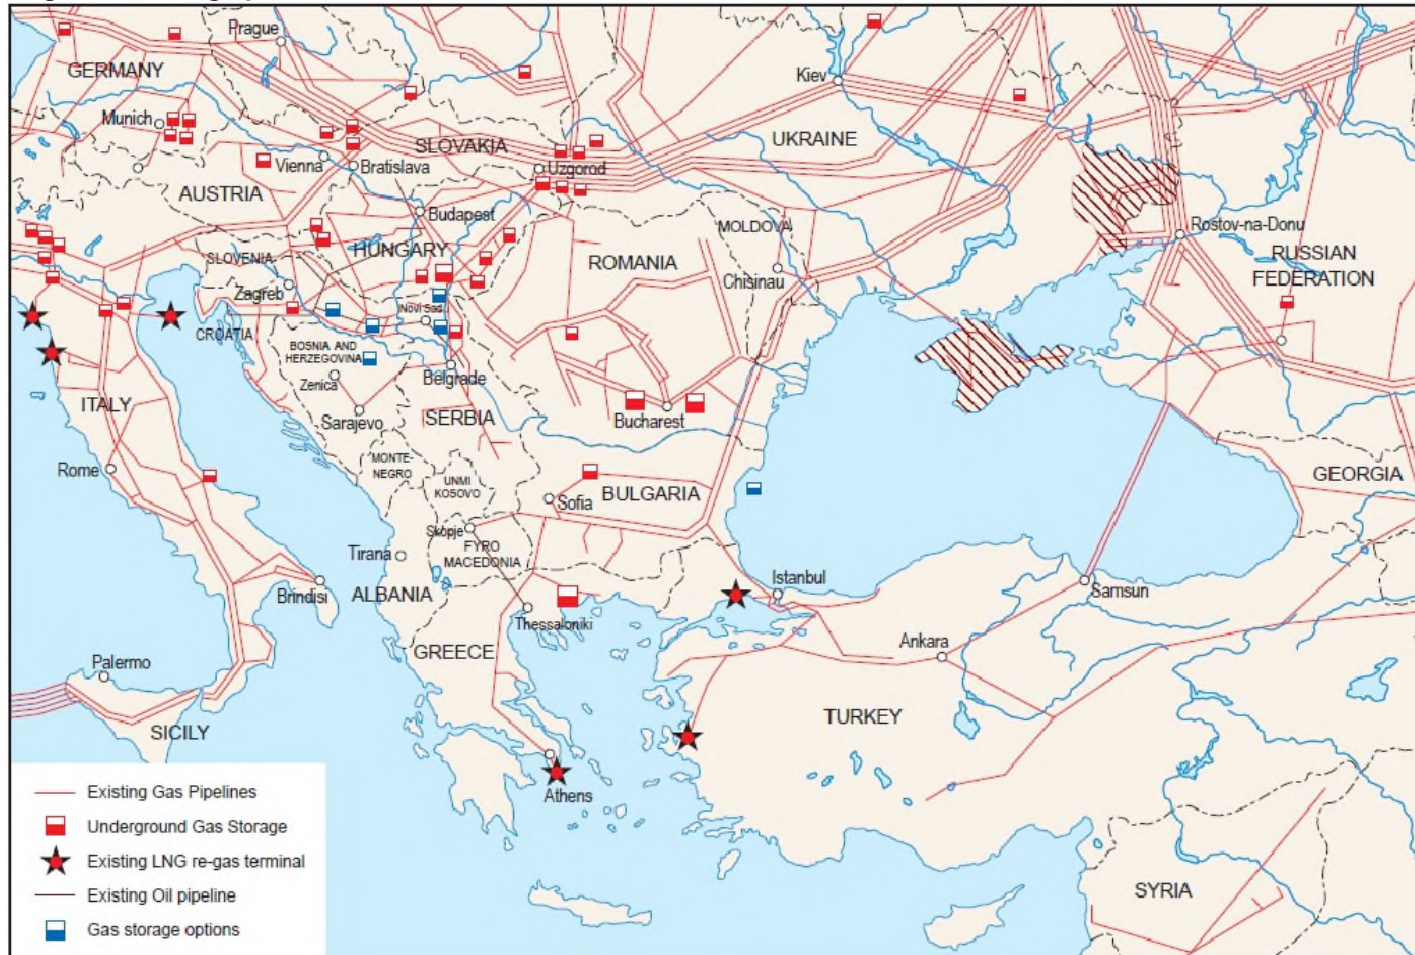 Prague
GERMANY
Kiev
Munich
UKRAINE
SLOVAKIA
Vienna
Bratislava
Uzgorod
AUSTRIA
Budapest
MOLDOVA
Rostov-na-Donu
HUNGARY
SLOVENIA
ROMANIA
RUSSIAN
FEDERATION
Chisinau
Zagreb
Novi Sad
CROATIA
BOSNIA AND
HERZEGOVINA
Belgrade
Zenica
ITALY
Sarajevo
SERBIA
Bucharest
Rome
MONTE-
NEGRO
UNMI
KOSOVO
Sofia
BULGARIA
GEORGIA
Skopje
FYRO
MACEDONIA
Tirana
Istanbul
Brindisi
ALBANIA
Thessaloniki
Samsun
Ankara
GREECE
Palermo
SICILY
TURKEY
Athens
SYRIA
Existing Gas Pipelines
Underground Gas Storage
Existing LNG re-gas terminal
Existing Oil pipeline
Gas storage options